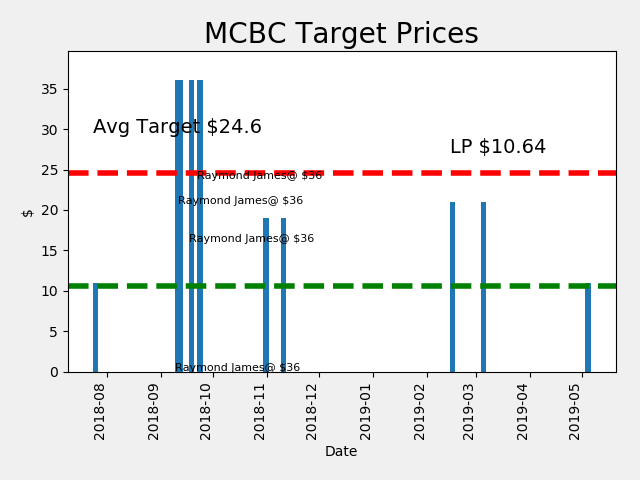 MCBC Target Prices
35
30
25
20
15
10
5
0
$
Avg Target $24.6
LP $10.64
Raymond James@ $36
Raymond James@ $36
Raymond James@ $36
Raymond James@ $36
2018-08
2018-09
2018-10
2018-11
2018-12
2019-01
2019-02
2019-03
2019-04
2019-05
Date